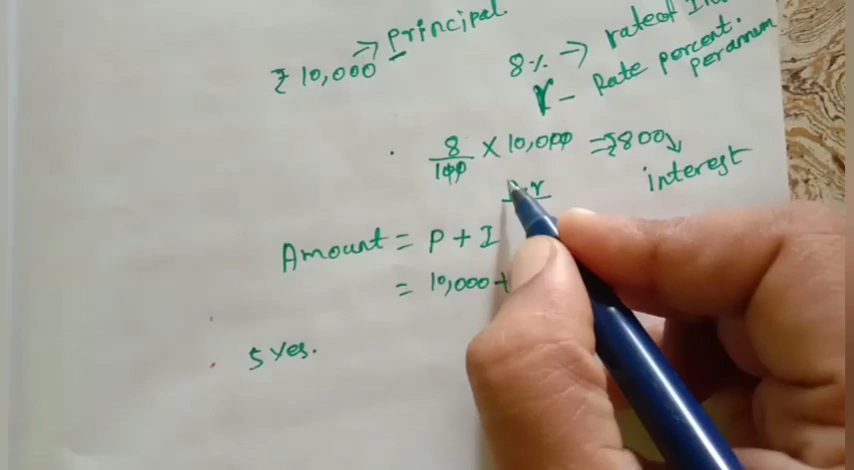 ₹ 10,000 → Principal
8% → rate of
r – Rate percent. per annum
8/100 × 10,000 ⇒ ₹800 → interest
r
Amount = P + I
= 10,000 +
5 Yes.